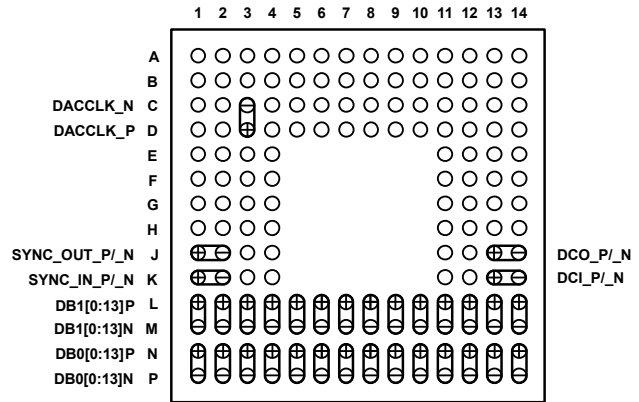 1 2 3 4 5 6 7 8 9 10 11 12 13 14
A
B
DACCLK_N C
DACCLK_P D
E
F
G
H
SYNC_OUT_P/_N J DCO_P/_N
SYNC_IN_P/_N K DCI_P/_N
DB1[0:13]P L
DB1[0:13]N M
DB0[0:13]P N
DB0[0:13]N P